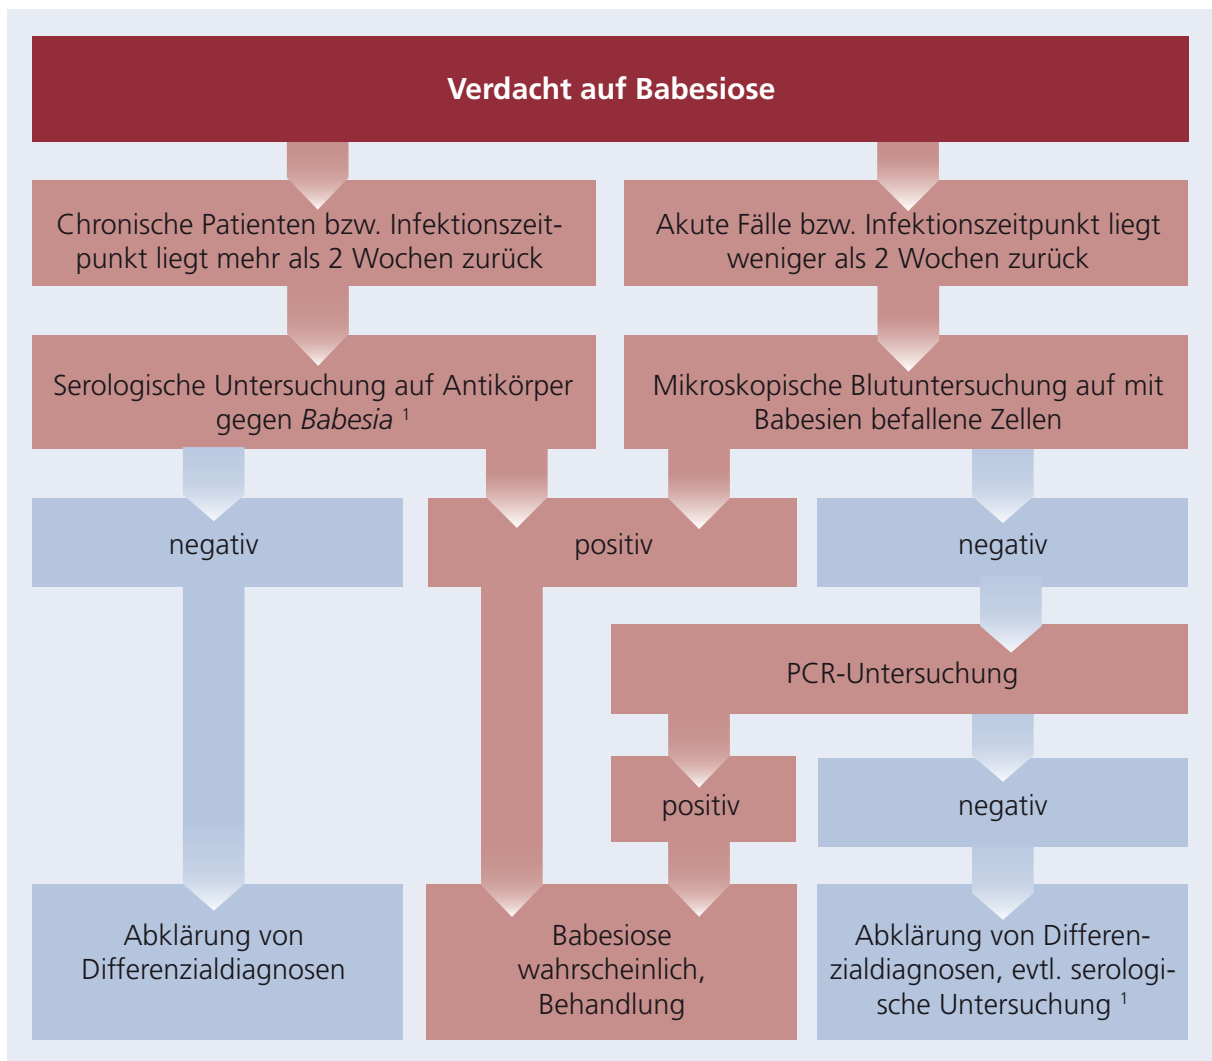 Verdacht auf Babesiose
Chronische Patienten bzw. Infektionszeit-
punkt liegt mehr als 2 Wochen zurück
Akute Fälle bzw. Infektionszeitpunkt liegt
weniger als 2 Wochen zurück
Serologische Untersuchung auf Antikörper
gegen Babesia ¹
Mikroskopische Blutuntersuchung auf mit
Babesien befallene Zellen
negativ
positiv
negativ
PCR-Untersuchung
positiv
negativ
Abklärung von
Differenzialdiagnosen
Babesiose
wahrscheinlich,
Behandlung
Abklärung von Differen-
zialdiagnosen, evtl. serologi-
sche Untersuchung ¹